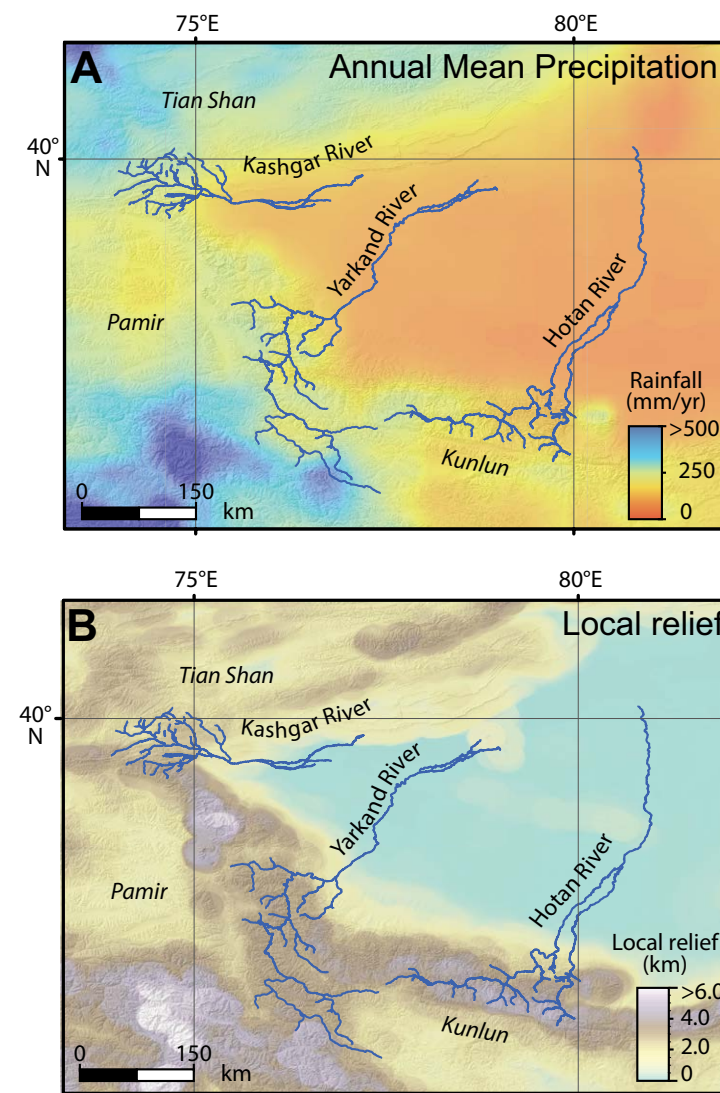 75°E
80°E
A
Annual Mean Precipitation
Tian Shan
40°
N
Kashgar River
Yarkand River
Hotan River
Pamir
Rainfall
(mm/yr)
>500
250
0
Kunlun
0
150
km
75°E
80°E
B
Local relief
Tian Shan
40°
N
Kashgar River
Yarkand River
Hotan River
Pamir
Local relief
(km)
>6.0
4.0
2.0
0
Kunlun
0
150
km